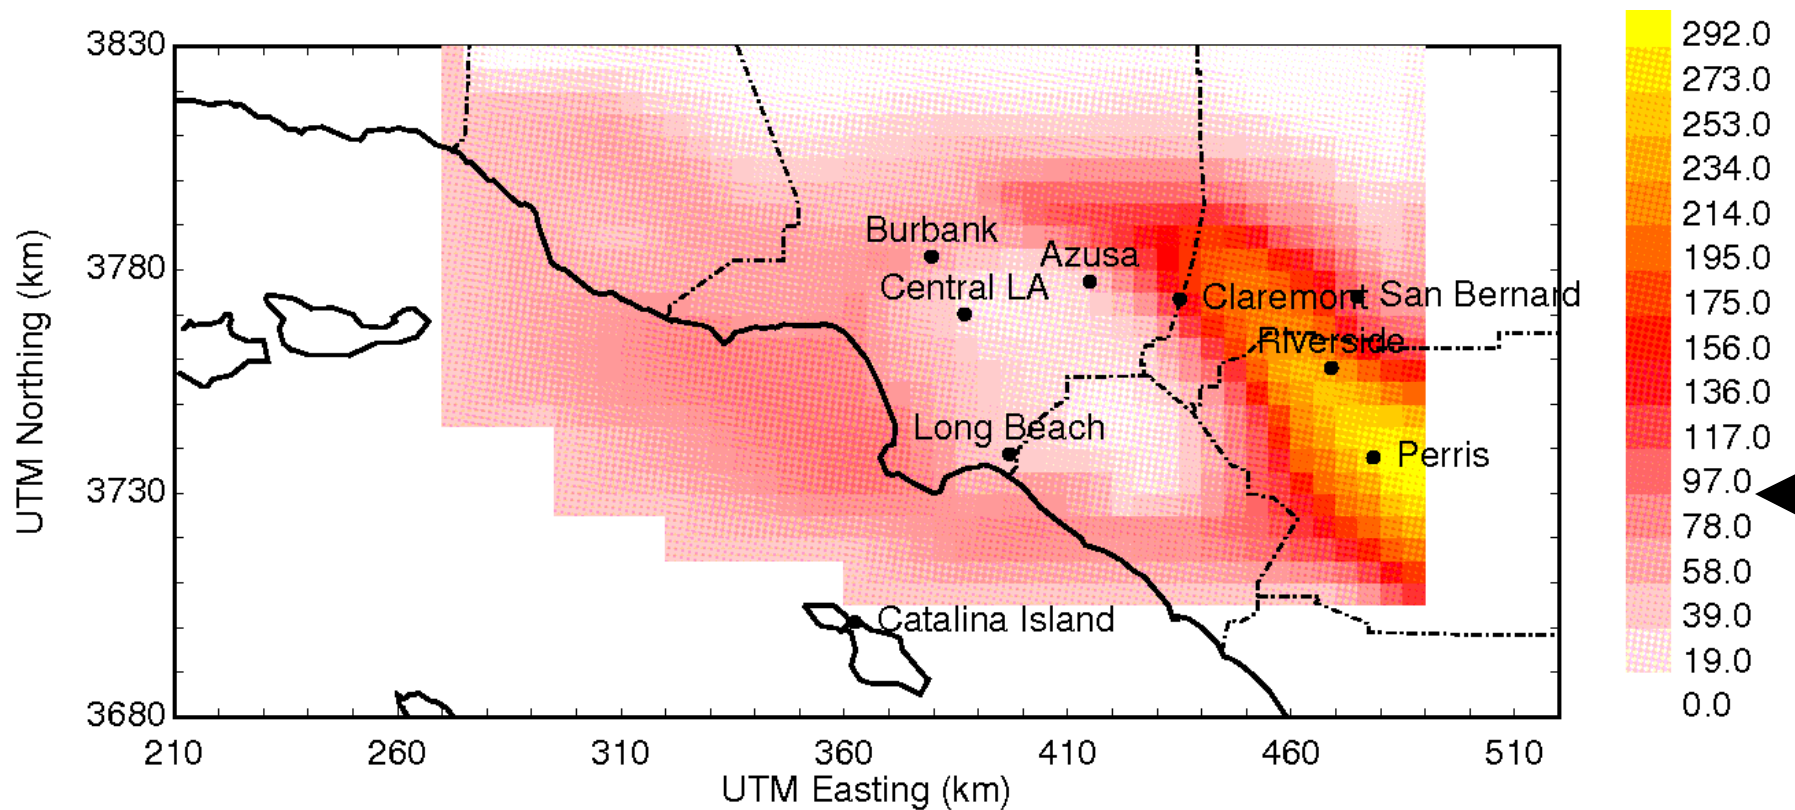 3830
3780
3730
3680
UTM Northing (km)
210 260 310 360 410 460 510
UTM Easting (km)
Burbank
Azusa
Central LA
Claremont
San Bernard
Riverside
Long Beach
Perris
Catalina Island
292.0
273.0
253.0
234.0
214.0
195.0
175.0
156.0
136.0
117.0
97.0
78.0
58.0
39.0
19.0
0.0